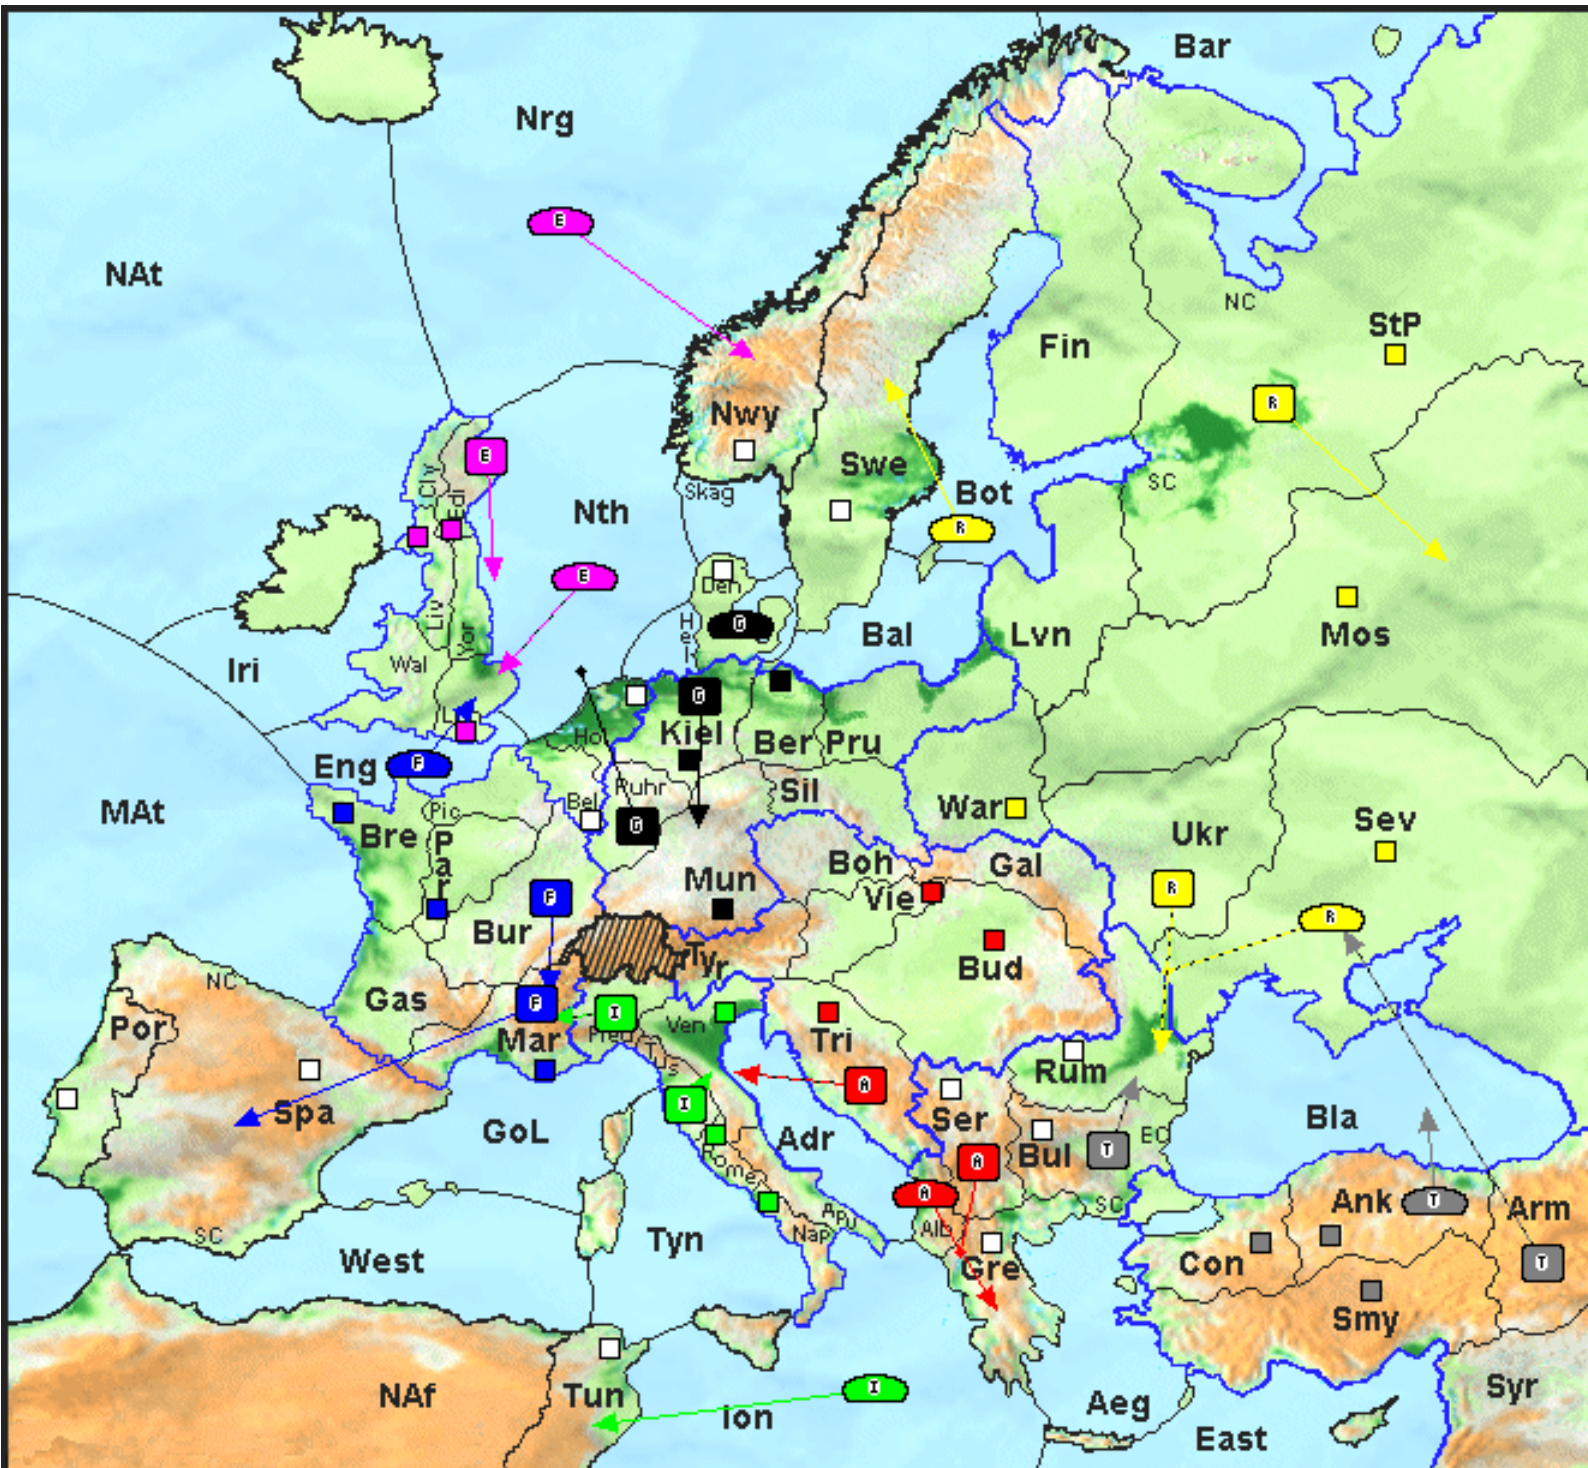 Bar
Nrg
E
NAt
NC
StP
Fin
R
Nwy
E
Cly
Edi
Swe
SC
Skag
Bot
Nth
R
E
Den
Hel
G
Bal
Lvn
Mos
Liv
Yor
Wal
Iri
G
Lon
Hol
Kiel
Ber
Pru
Eng
F
Ruhr
Sil
War
MAt
Pic
Bel
Bre
Par
G
Ukr
Sev
Boh
Gal
Mun
Vie
R
F
R
Bur
Tyr
Bud
NC
Gas
F
I
Pieu
Ven
Por
Mar
Tri
Tus
Rum
A
I
Spa
Ser
GoL
Adr
Bul
T
EC
Bla
A
Rome
A
Apu
Alb
SC
Ank
T
Arm
SC
Nap
Tyn
West
Gre
Con
T
Smy
NAf
Tun
I
Ion
Aeg
Syr
East